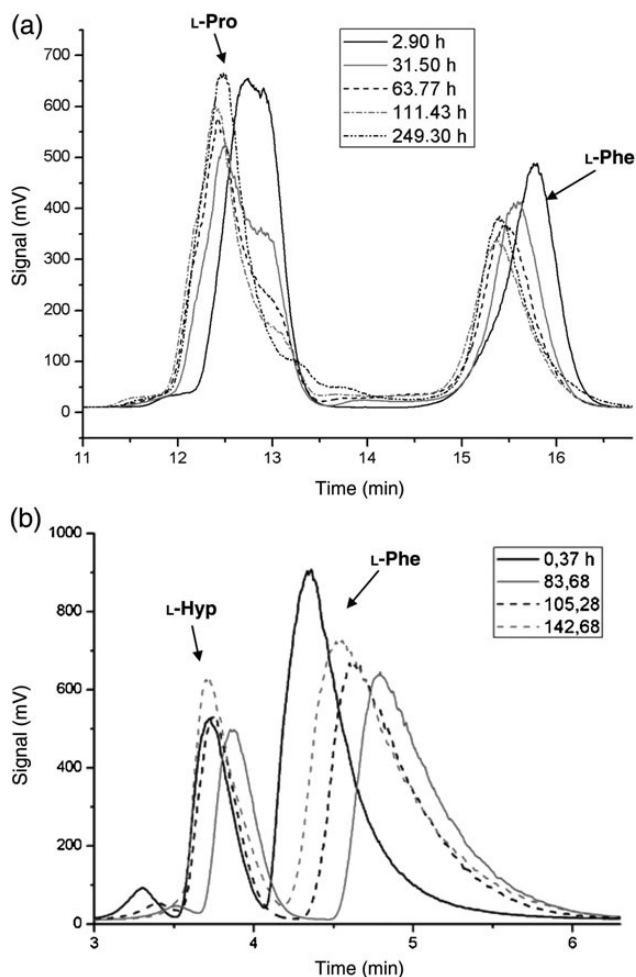 (a)
L-Pro
2.90 h
31.50 h
63.77 h
111.43 h
249.30 h
L-Phe
700
600
500
400
300
200
100
0
Signal (mV)
11 12 13 14 15 16
Time (min)
(b)
1000
800
600
400
200
0
Signal (mV)
L-Hyp
L-Phe
0,37 h
83,68
105,28
142,68
3 4 5 6
Time (min)